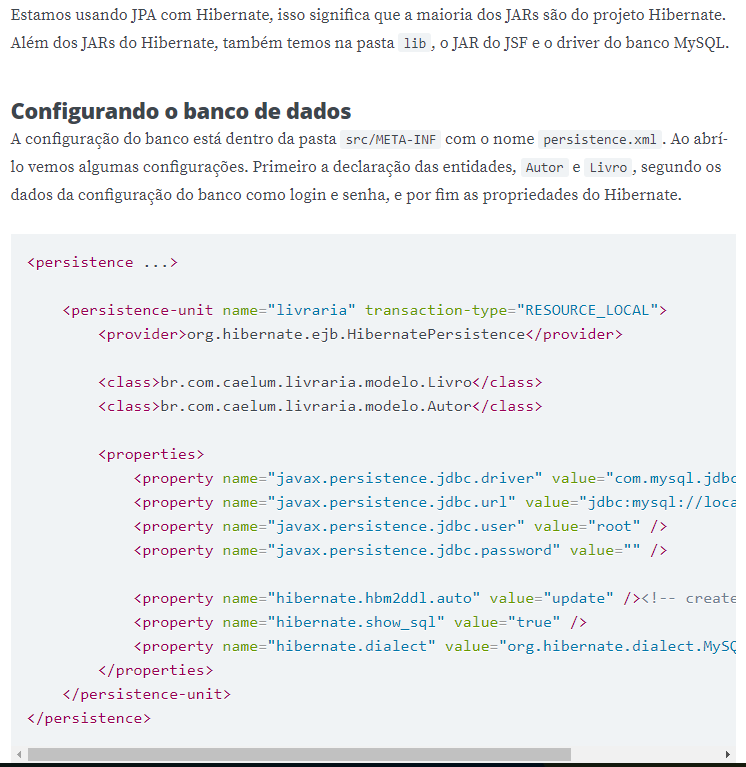 Estamos usando JPA com Hibernate, isso significa que a maioria dos JARs são do projeto Hibernate.
Além dos JARs do Hibernate, também temos na pasta lib, o JAR do JSF e o driver do banco MySQL.
Configurando o banco de dados
A configuração do banco está dentro da pasta src/META-INF com o nome persistence.xml. Ao abrí-
lo vemos algumas configurações. Primeiro a declaração das entidades, Autor e Livro, segundo os
dados da configuração do banco como login e senha, e por fim as propriedades do Hibernate.
<persistence ...>
<persistence-unit name="livraria" transaction-type="RESOURCE_LOCAL">
<provider>org.hibernate.ejb.HibernatePersistence</provider>
<class>br.com.caelum.livraria.modelo.Livro</class>
<class>br.com.caelum.livraria.modelo.Autor</class>
<properties>
<property name="javax.persistence.jdbc.driver" value="com.mysql.jdbc
<property name="javax.persistence.jdbc.url" value="jdbc:mysql://loca
<property name="javax.persistence.jdbc.user" value="root" />
<property name="javax.persistence.jdbc.password" value="" />
<property name="hibernate.hbm2ddl.auto" value="update" /><!-- create
<property name="hibernate.show_sql" value="true" />
<property name="hibernate.dialect" value="org.hibernate.dialect.MySQ
</properties>
</persistence-unit>
</persistence>